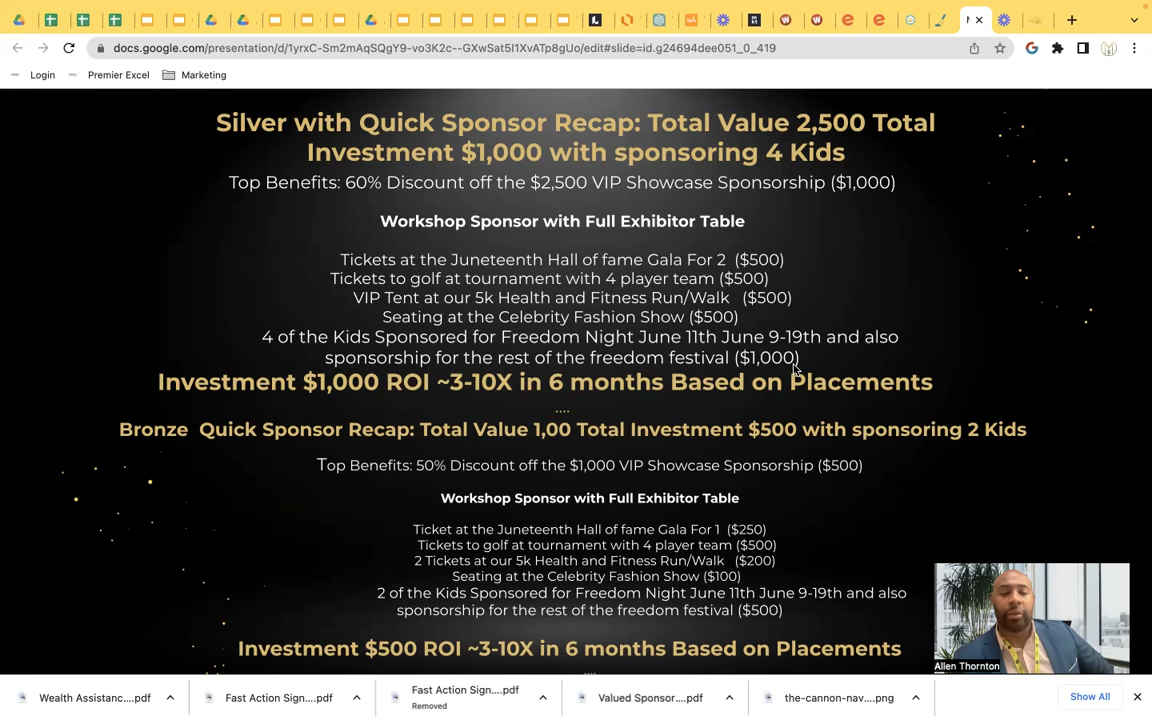 M
docs.google.com/presentation/d/1yrxC-Sm2mAqSQgY9-vo3K2c--GXwSat5I1XvATp8gUo/edit#slide=id.g24694dee051_0_419
Login
Premier Excel
Marketing
Silver with Quick Sponsor Recap: Total Value 2,500 Total
Investment $1,000 with sponsoring 4 Kids
Top Benefits: 60% Discount off the $2,500 VIP Showcase Sponsorship ($1,000)
Workshop Sponsor with Full Exhibitor Table
Tickets at the Juneteenth Hall of fame Gala For 2 ($500)
Tickets to golf at tournament with 4 player team ($500)
VIP Tent at our 5k Health and Fitness Run/Walk ($500)
Seating at the Celebrity Fashion Show ($500)
4 of the Kids Sponsored for Freedom Night June 11th June 9-19th and also
sponsorship for the rest of the freedom festival ($1,000)
Investment $1,000 ROI ~3-10X in 6 months Based on Placements
....
Bronze Quick Sponsor Recap: Total Value 1,00 Total Investment $500 with sponsoring 2 Kids
Top Benefits: 50% Discount off the $1,000 VIP Showcase Sponsorship ($500)
Workshop Sponsor with Full Exhibitor Table
Ticket at the Juneteenth Hall of fame Gala For 1 ($250)
Tickets to golf at tournament with 4 player team ($500)
2 Tickets at our 5k Health and Fitness Run/Walk ($200)
Seating at the Celebrity Fashion Show ($100)
2 of the Kids Sponsored for Freedom Night June 11th June 9-19th and also
sponsorship for the rest of the freedom festival ($500)
Investment $500 ROI ~3-10X in 6 months Based on Placements
....
Allen Thornton
Wealth Assistanc....pdf
Fast Action Sign....pdf
Fast Action Sign....pdf
Removed
Valued Sponsor....pdf
the-cannon-nav....png
Show All